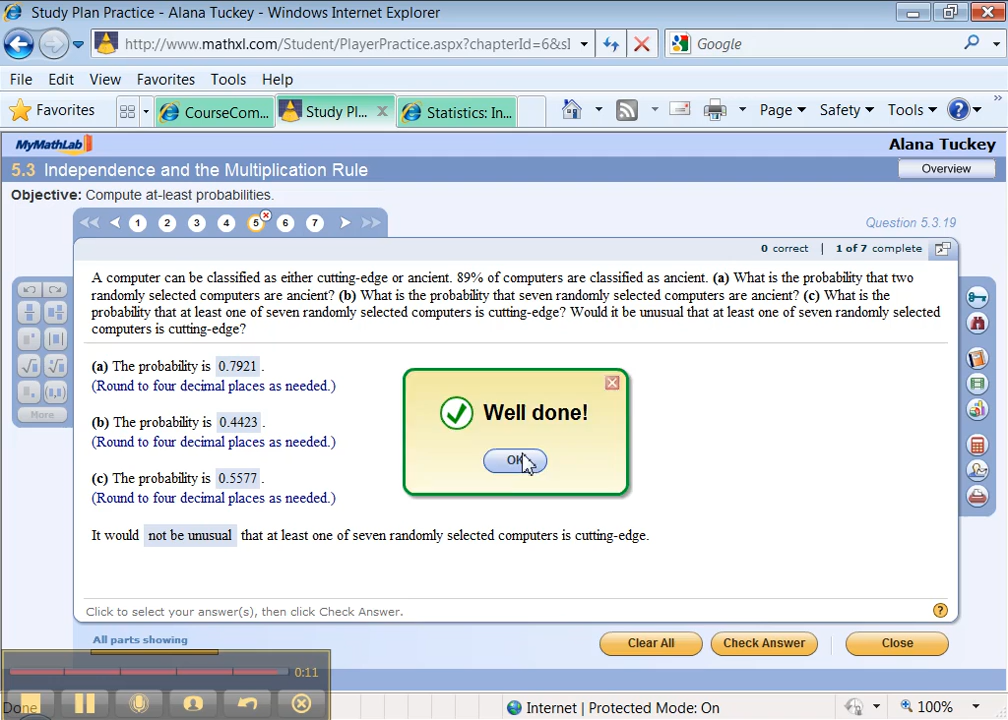 Study Plan Practice - Alana Tuckey - Windows Internet Explorer
http://www.mathxl.com/Student/PlayerPractice.aspx?chapterId=6&sI
Google
File Edit View Favorites Tools Help
Favorites
CourseCom...
Study Pl...
Statistics: In...
Page
Safety
Tools
MyMathLab
Alana Tuckey
5.3 Independence and the Multiplication Rule
Overview
Objective: Compute at-least probabilities.
1 2 3 4 5 6 7
Question 5.3.19
0 correct | 1 of 7 complete
A computer can be classified as either cutting-edge or ancient. 89% of computers are classified as ancient. (a) What is the probability that two
randomly selected computers are ancient? (b) What is the probability that seven randomly selected computers are ancient? (c) What is the
probability that at least one of seven randomly selected computers is cutting-edge? Would it be unusual that at least one of seven randomly selected
computers is cutting-edge?
(a) The probability is 0.7921 .
(Round to four decimal places as needed.)
(b) The probability is 0.4423 .
(Round to four decimal places as needed.)
(c) The probability is 0.5577 .
(Round to four decimal places as needed.)
It would not be unusual that at least one of seven randomly selected computers is cutting-edge.
Well done!
OK
More
Click to select your answer(s), then click Check Answer.
All parts showing
Clear All
Check Answer
Close
0:11
Done
Internet | Protected Mode: On
100%